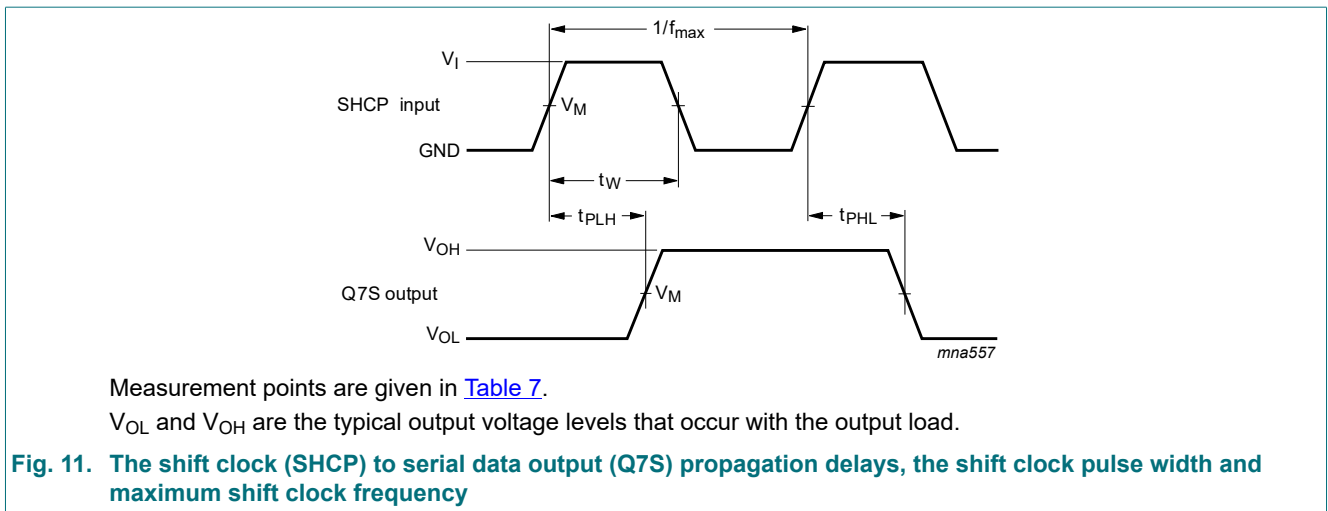 1/fmax
VI
SHCP input
VM
GND
tW
tPLH
tPHL
VOH
Q7S output
VM
VOL
mna557
Measurement points are given in Table 7.
VOL and VOH are the typical output voltage levels that occur with the output load.
Fig. 11. The shift clock (SHCP) to serial data output (Q7S) propagation delays, the shift clock pulse width and
maximum shift clock frequency